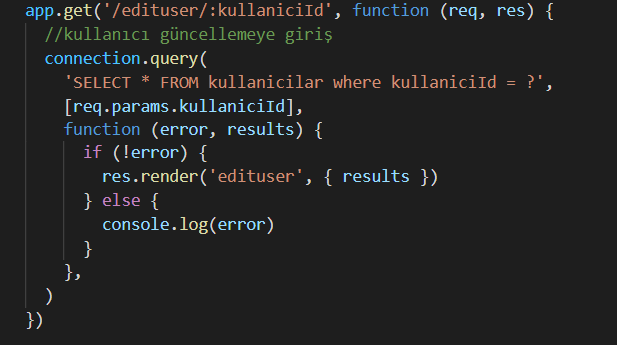 app.get('/edituser/:kullaniciId', function (req, res) {
//kullanıcı güncellemeye giriş
connection.query(
'SELECT * FROM kullanicilar where kullaniciId = ?',
[req.params.kullaniciId],
function (error, results) {
if (!error) {
res.render('edituser', { results })
} else {
console.log(error)
}
},
)
})